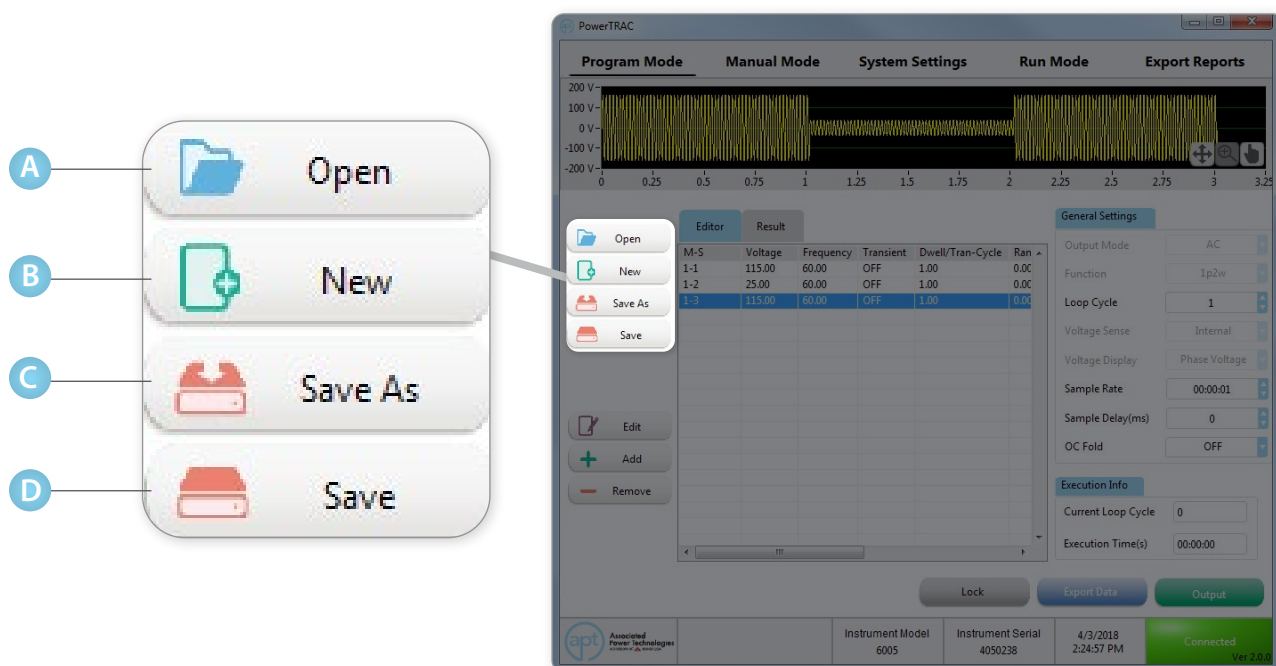 PowerTRAC
Program Mode Manual Mode System Settings Run Mode Export Reports
200 V
100 V
0 V
-100 V
-200 V
0 0.25 0.5 0.75 1 1.25 1.5 1.75 2 2.25 2.5 2.75 3 3.25
A Open
B New
C Save As
D Save
Open
New
Save As
Save
Edit
Add
Remove
Editor Result
M-S Voltage Frequency Transient Dwell/Tran-Cycle Ran
1-1 115.00 60.00 OFF 1.00 0.00
1-2 25.00 60.00 OFF 1.00 0.00
1-3 115.00 60.00 OFF 1.00 0.00
General Settings
Output Mode AC
Function 1p2w
Loop Cycle 1
Voltage Sense Internal
Voltage Display Phase Voltage
Sample Rate 00:00:01
Sample Delay(ms) 0
OC Fold OFF
Execution Info
Current Loop Cycle 0
Execution Time(s) 00:00:00
Lock Export Data Output
apt Associated
Power Technologies
Instrument Model
6005
Instrument Serial
4050238
4/3/2018
2:24:57 PM
Connected
Ver 2.0.0